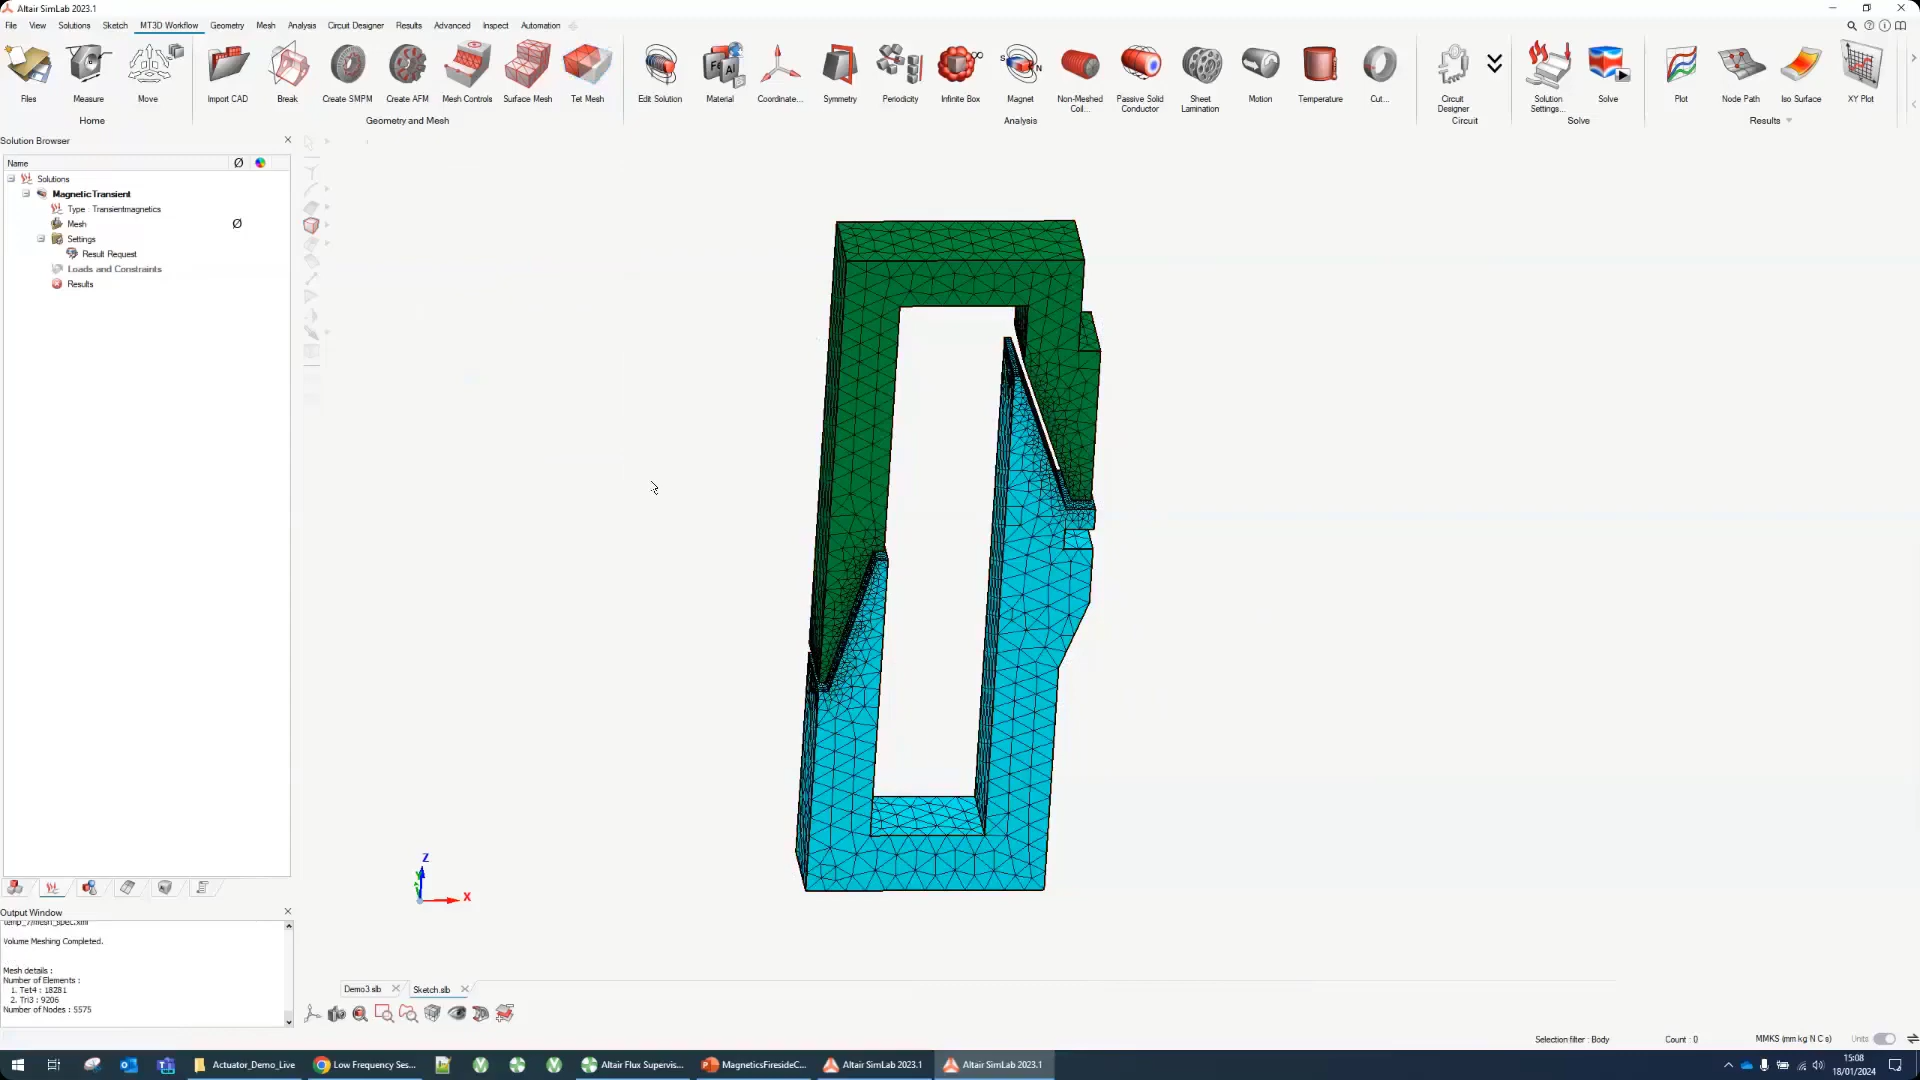 Altair SimLab 2023.1
File View Solutions Sketch MT3D Workflow Geometry Mesh Analysis Circuit Designer Results Advanced Inspect Automation
Files Measure Move Import CAD Break Create SMPM Create AFM Mesh Controls Surface Mesh Tet Mesh Edit Solution Material Coordinate... Symmetry Periodicity Infinite Box Magnet Non-Meshed Coil... Passive Solid Conductor Sheet Lamination Motion Temperature Cut... Circuit Designer Solution Settings... Solve Plot Node Path Iso Surface XY Plot
Home Geometry and Mesh Analysis Circuit Solve Results
Solution Browser
Name
Solutions
MagneticTransient
Type : Transientmagnetics
Mesh
Settings
Result Request
Loads and Constraints
Results
Z
X
Output Window
temp_7/mesh_spec.xml
Volume Meshing Completed.
Mesh details :
Number of Elements :
1. Tet4 : 18281
2. Tri3 : 9206
Number of Nodes : 5575
Demo3.slb Sketch.slb
Selection filter : Body Count : 0 MMKS (mm kg N C s) Units
Actuator_Demo_Live Low Frequency Ses... Altair Flux Supervis... MagneticsFiresideC... Altair SimLab 2023.1 Altair SimLab 2023.1
15:08
18/01/2024